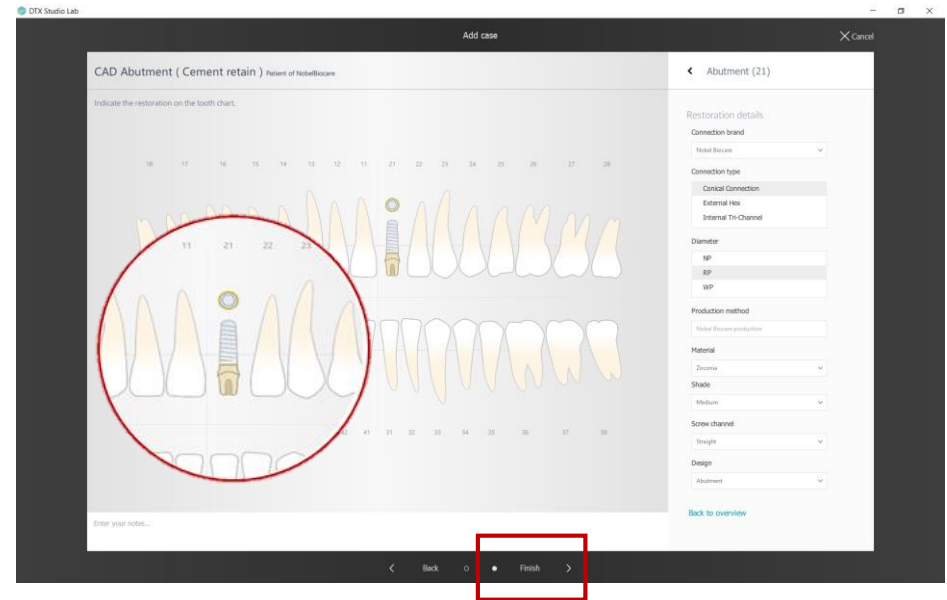 DTX Studio Lab
Add case
Cancel
CAD Abutment ( Cement retain ) Patient of NobelBiocare
Indicate the restoration on the tooth chart.
18 17 16 15 14 13 12 11 21 22 23 24 25 26 27 28
11 21 22 23
42 41 31 32 33 34 35 36 37 38
Enter your notes...
Abutment (21)
Restoration details
Connection brand
Nobel Biocare
Connection type
Conical Connection
External Hex
Internal Tri-Channel
Diameter
NP
RP
WP
Production method
Nobel Biocare production
Material
Zirconia
Shade
Medium
Screw channel
Straight
Design
Abutment
Back to overview
Back
Finish